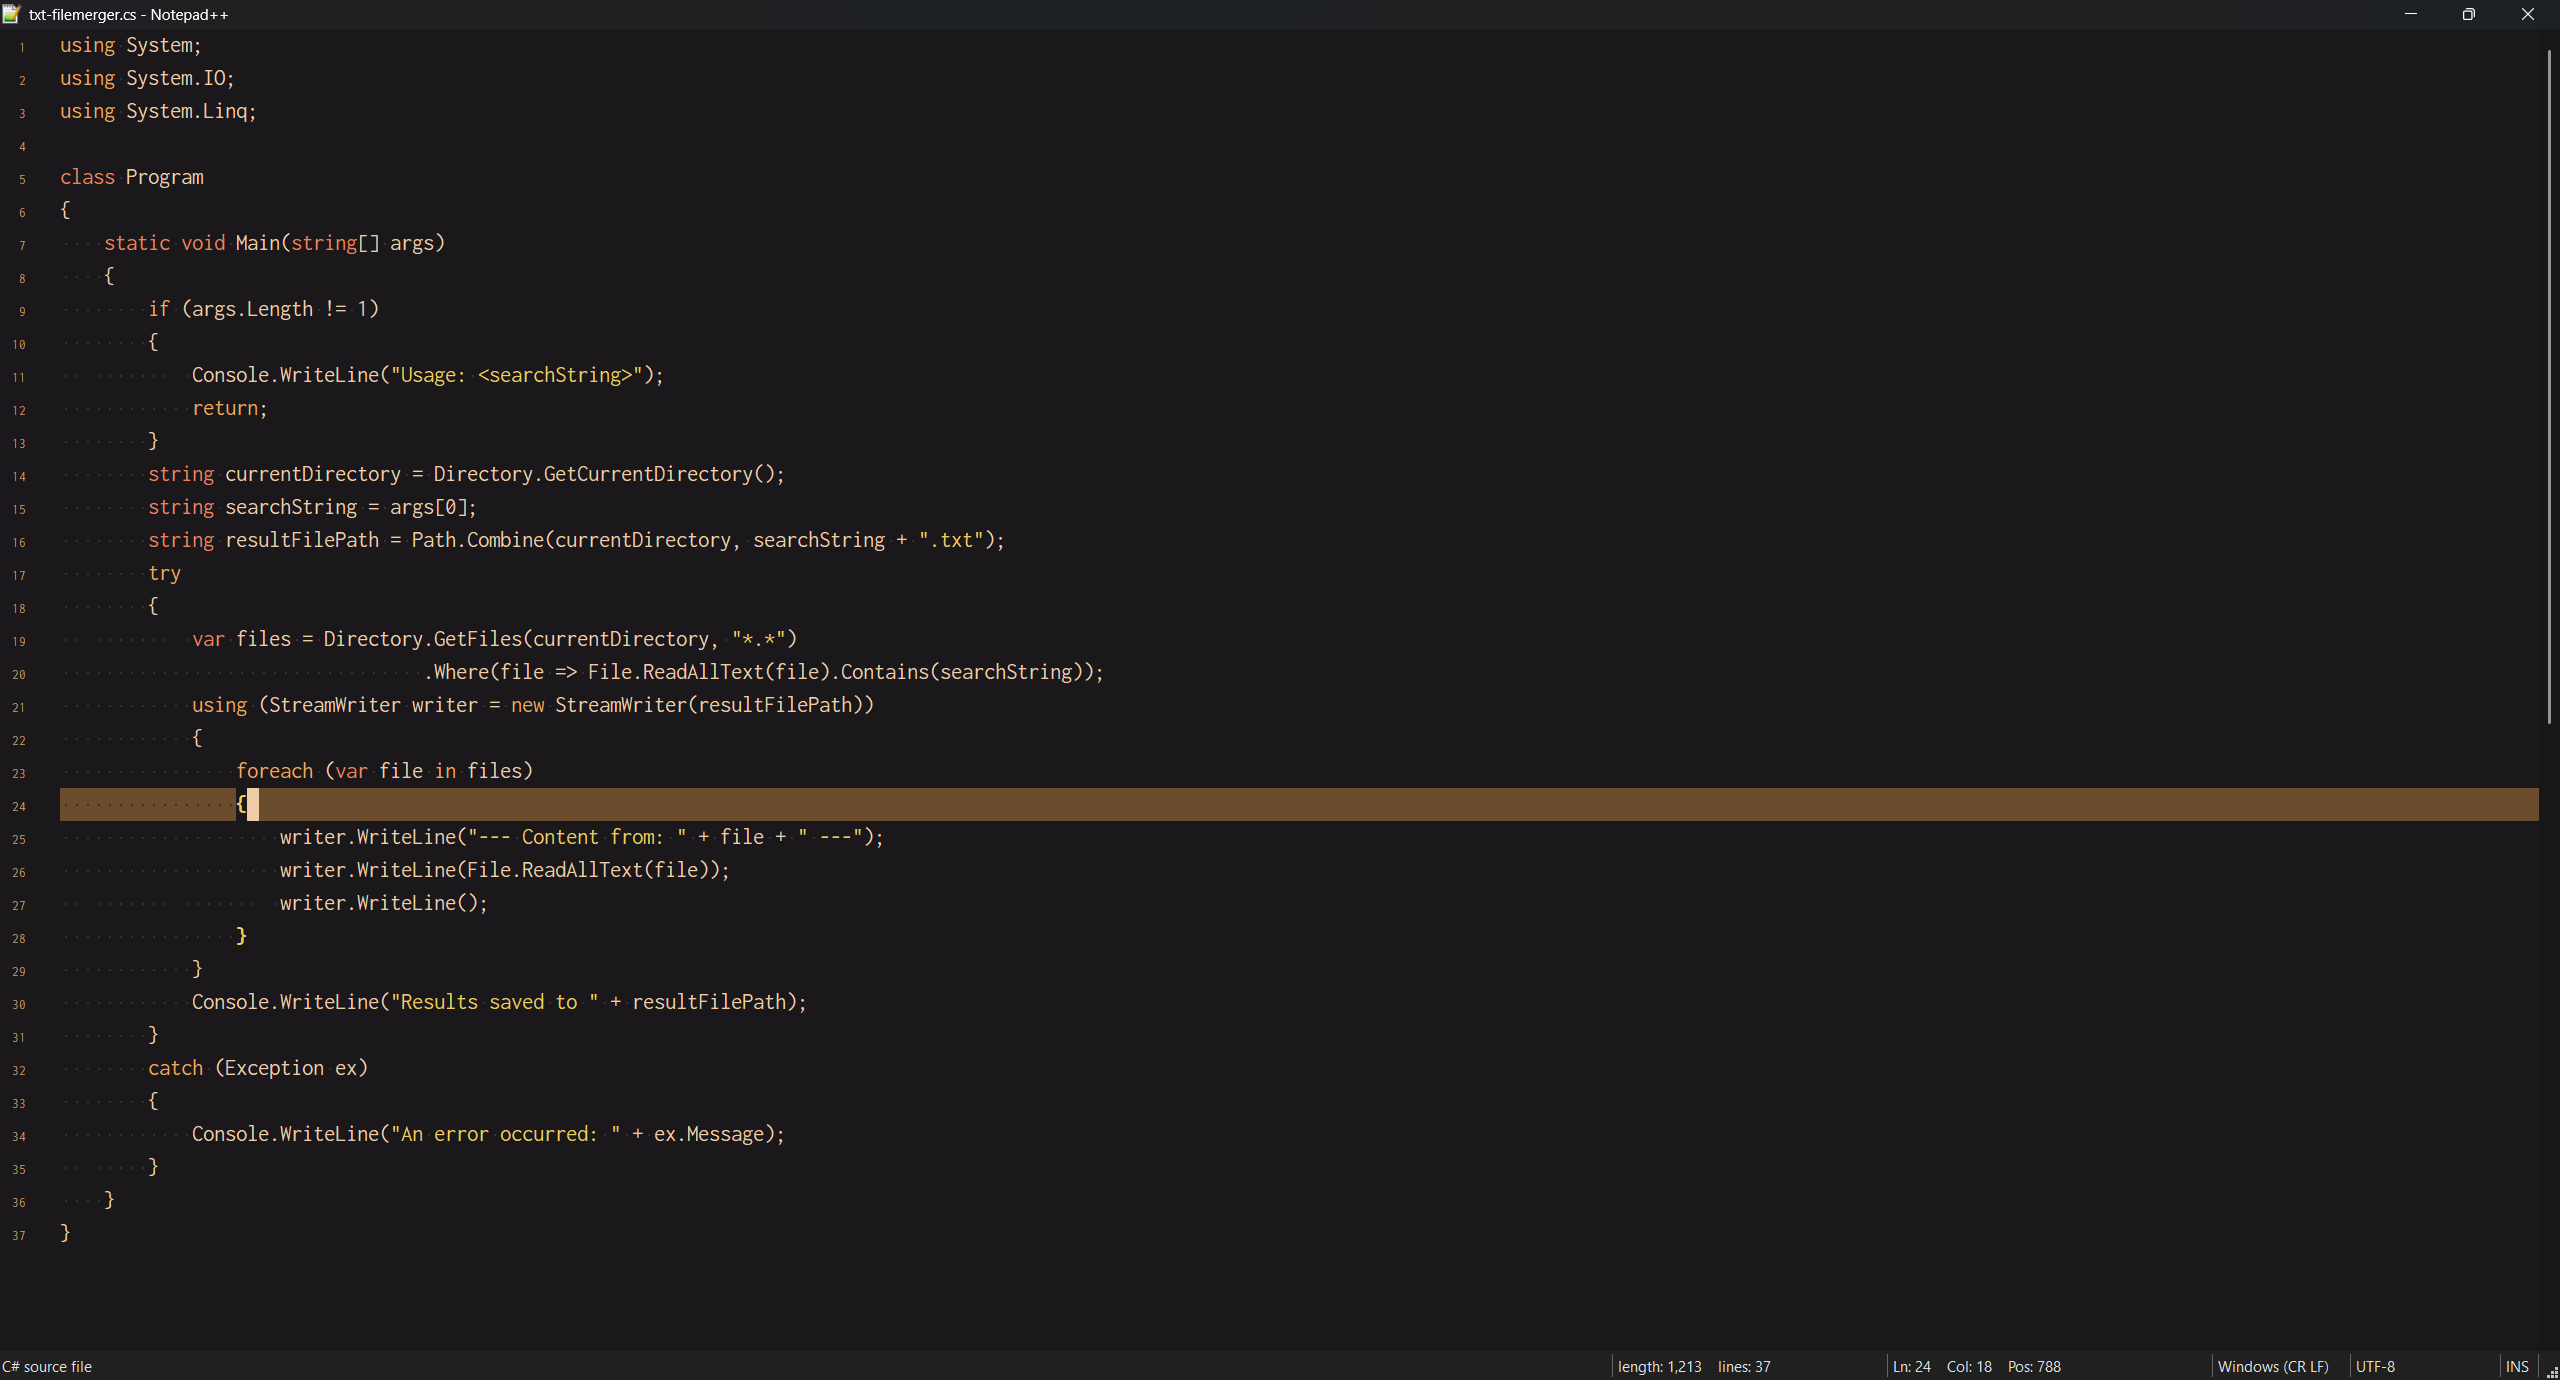 txt-filemerger.cs - Notepad++
1 using System;
2 using System.IO;
3 using System.Linq;
4
5 class Program
6 {
7     static void Main(string[] args)
8     {
9         if (args.Length != 1)
10         {
11             Console.WriteLine("Usage: <searchString>");
12             return;
13         }
14         string currentDirectory = Directory.GetCurrentDirectory();
15         string searchString = args[0];
16         string resultFilePath = Path.Combine(currentDirectory, searchString + ".txt");
17         try
18         {
19             var files = Directory.GetFiles(currentDirectory, "*.*")
20                                  .Where(file => File.ReadAllText(file).Contains(searchString));
21             using (StreamWriter writer = new StreamWriter(resultFilePath))
22             {
23                 foreach (var file in files)
24                 {
25                     writer.WriteLine("--- Content from: " + file + " ---");
26                     writer.WriteLine(File.ReadAllText(file));
27                     writer.WriteLine();
28                 }
29             }
30             Console.WriteLine("Results saved to " + resultFilePath);
31         }
32         catch (Exception ex)
33         {
34             Console.WriteLine("An error occurred: " + ex.Message);
35         }
36     }
37 }
C# source file length: 1,213 lines: 37 Ln: 24 Col: 18 Pos: 788 Windows (CR LF) UTF-8 INS